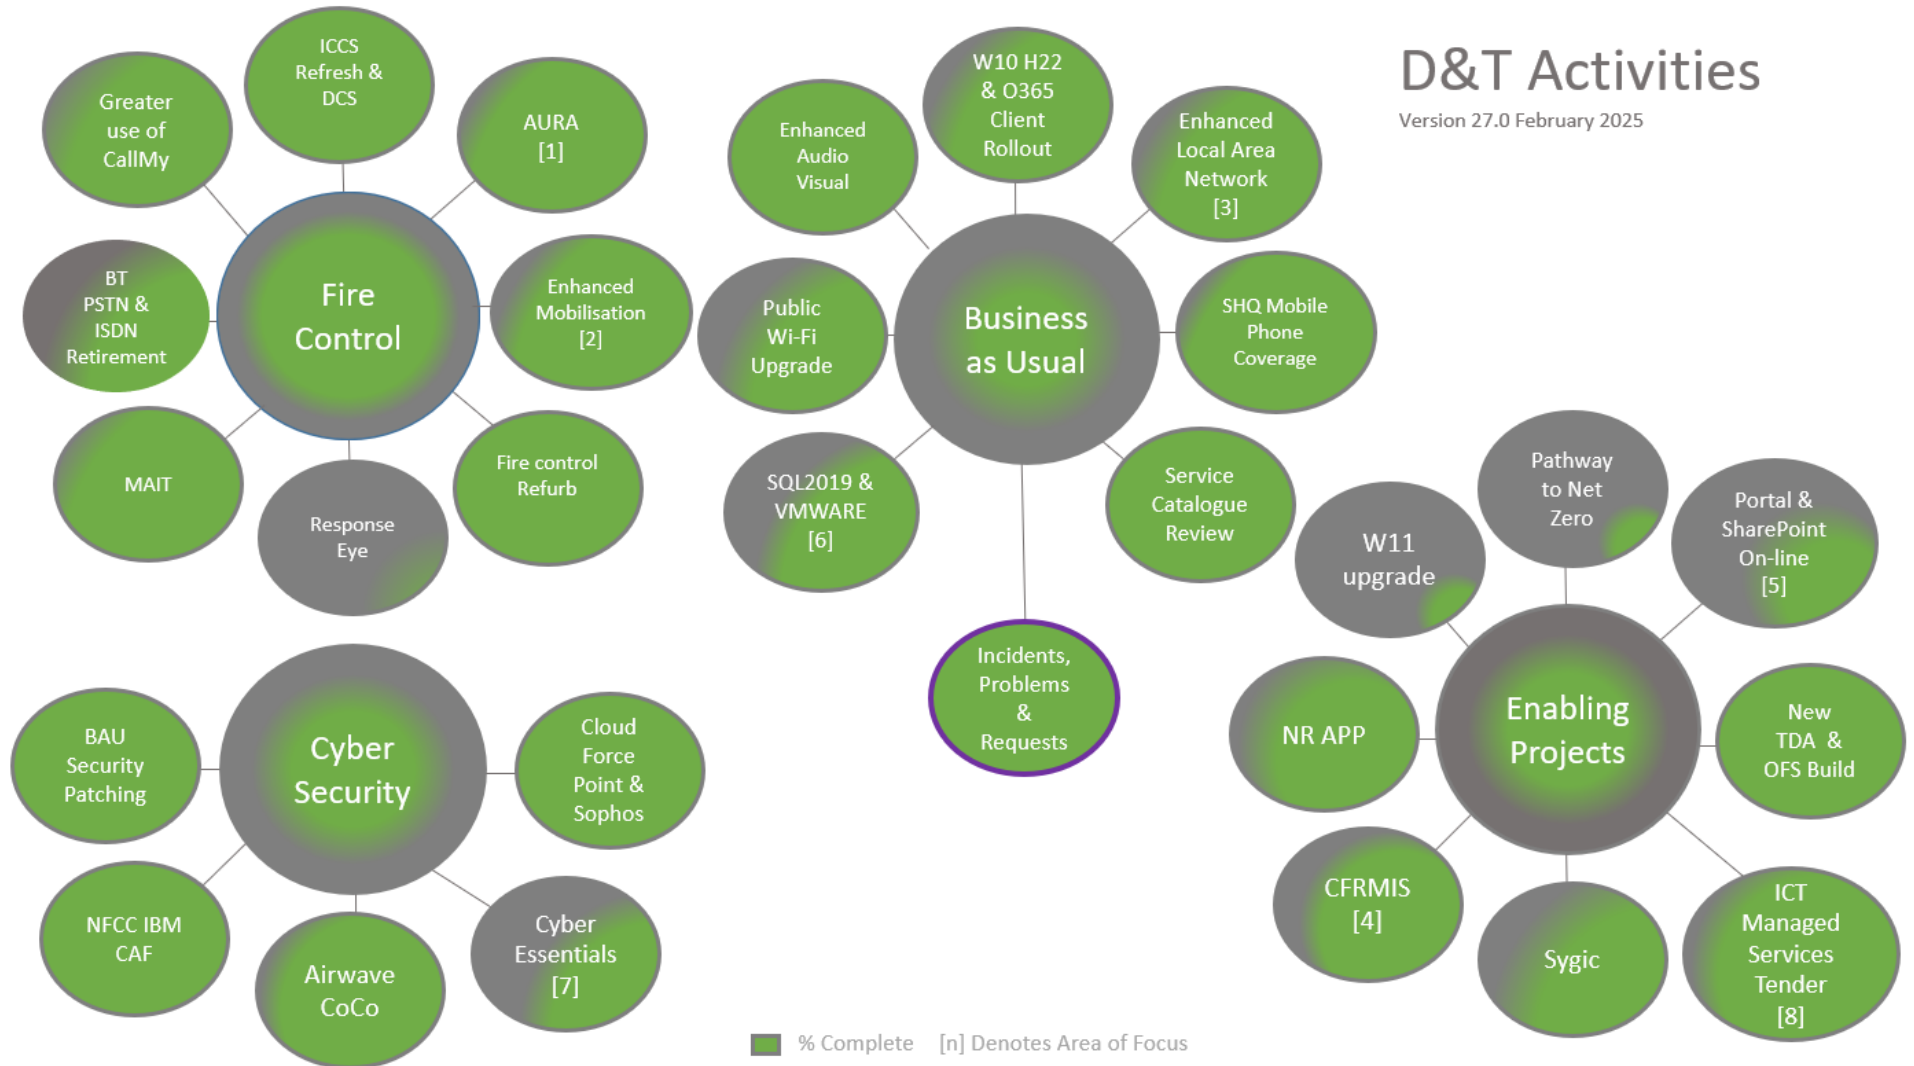 D&T Activities
Version 27.0 February 2025
ICCS
Refresh &
DCS
Greater
use of
CallMy
AURA
[1]
BT
PSTN &
ISDN
Retirement
Fire
Control
Enhanced
Mobilisation
[2]
MAIT
Response
Eye
Fire control
Refurb
W10 H22
& O365
Client
Rollout
Enhanced
Audio
Visual
Enhanced
Local Area
Network
[3]
Public
Wi-Fi
Upgrade
Business
as Usual
SHQ Mobile
Phone
Coverage
SQL2019 &
VMWARE
[6]
Service
Catalogue
Review
Incidents,
Problems
&
Requests
Cyber
Security
BAU
Security
Patching
Cloud
Force
Point &
Sophos
NFCC IBM
CAF
Airwave
CoCo
Cyber
Essentials
[7]
Pathway
to Net
Zero
W11
upgrade
Portal &
SharePoint
On-line
[5]
NR APP
Enabling
Projects
New
TDA &
OFS Build
CFRMIS
[4]
Sygic
ICT
Managed
Services
Tender
[8]
% Complete [n] Denotes Area of Focus